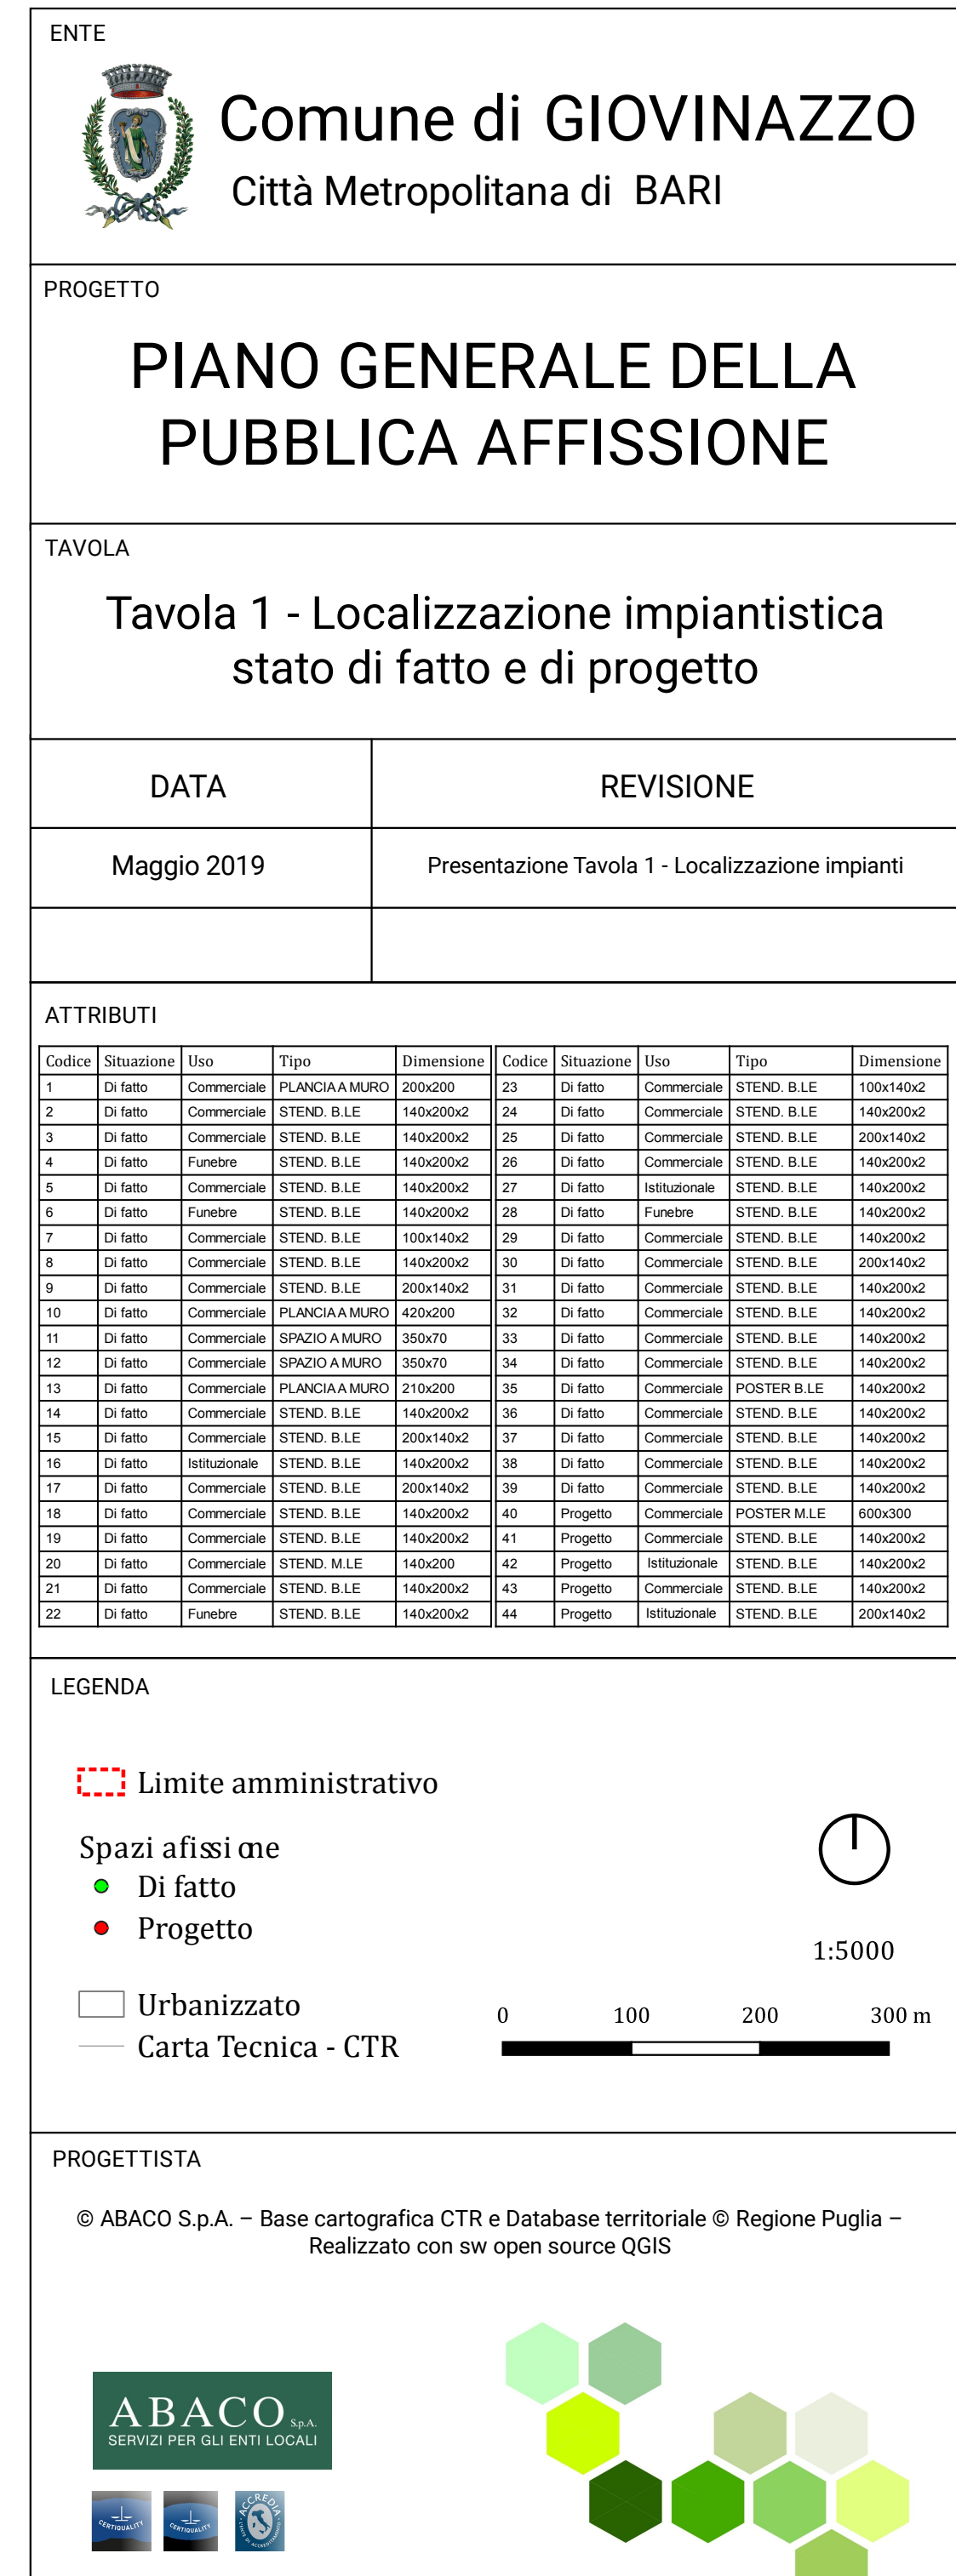 ENTE
Comune di GIOVINAZZO
Città Metropolitana di BARI
PROGETTO
PIANO GENERALE DELLA
PUBBLICA AFFISSIONE
TAVOLA
Tavola 1 - Localizzazione impiantistica
stato di fatto e di progetto
DATA REVISIONE
Maggio 2019 Presentazione Tavola 1 - Localizzazione impianti
ATTRIBUTI
Codice Situazione Uso Tipo Dimensione Codice Situazione Uso Tipo Dimensione
1 Di fatto Commerciale PLANCIA A MURO 200x200 23 Di fatto Commerciale STEND. B.LE 100x140x2
2 Di fatto Commerciale STEND. B.LE 140x200x2 24 Di fatto Commerciale STEND. B.LE 140x200x2
3 Di fatto Commerciale STEND. B.LE 140x200x2 25 Di fatto Commerciale STEND. B.LE 200x140x2
4 Di fatto Funebre STEND. B.LE 140x200x2 26 Di fatto Commerciale STEND. B.LE 140x200x2
5 Di fatto Commerciale STEND. B.LE 140x200x2 27 Di fatto Istituzionale STEND. B.LE 140x200x2
6 Di fatto Funebre STEND. B.LE 140x200x2 28 Di fatto Funebre STEND. B.LE 140x200x2
7 Di fatto Commerciale STEND. B.LE 100x140x2 29 Di fatto Commerciale STEND. B.LE 140x200x2
8 Di fatto Commerciale STEND. B.LE 140x200x2 30 Di fatto Commerciale STEND. B.LE 200x140x2
9 Di fatto Commerciale STEND. B.LE 200x140x2 31 Di fatto Commerciale STEND. B.LE 140x200x2
10 Di fatto Commerciale PLANCIA A MURO 420x200 32 Di fatto Commerciale STEND. B.LE 140x200x2
11 Di fatto Commerciale SPAZIO A MURO 350x70 33 Di fatto Commerciale STEND. B.LE 140x200x2
12 Di fatto Commerciale SPAZIO A MURO 350x70 34 Di fatto Commerciale STEND. B.LE 140x200x2
13 Di fatto Commerciale PLANCIA A MURO 210x200 35 Di fatto Commerciale POSTER B.LE 140x200x2
14 Di fatto Commerciale STEND. B.LE 140x200x2 36 Di fatto Commerciale STEND. B.LE 140x200x2
15 Di fatto Commerciale STEND. B.LE 200x140x2 37 Di fatto Commerciale STEND. B.LE 140x200x2
16 Di fatto Istituzionale STEND. B.LE 140x200x2 38 Di fatto Commerciale STEND. B.LE 140x200x2
17 Di fatto Commerciale STEND. B.LE 200x140x2 39 Di fatto Commerciale STEND. B.LE 140x200x2
18 Di fatto Commerciale STEND. B.LE 140x200x2 40 Progetto Commerciale POSTER M.LE 600x300
19 Di fatto Commerciale STEND. B.LE 140x200x2 41 Progetto Commerciale STEND. B.LE 140x200x2
20 Di fatto Commerciale STEND. M.LE 140x200 42 Progetto Istituzionale STEND. B.LE 140x200x2
21 Di fatto Commerciale STEND. B.LE 140x200x2 43 Progetto Commerciale STEND. B.LE 140x200x2
22 Di fatto Funebre STEND. B.LE 140x200x2 44 Progetto Istituzionale STEND. B.LE 200x140x2
LEGENDA
Limite amministrativo
Spazi afissione
Di fatto
Progetto
1:5000
Urbanizzato
Carta Tecnica - CTR
0 100 200 300 m
PROGETTISTA
© ABACO S.p.A. – Base cartografica CTR e Database territoriale © Regione Puglia –
Realizzato con sw open source QGIS
ABACO S.p.A.
SERVIZI PER GLI ENTI LOCALI
CERTIQUALITY CERTIQUALITY ACCREDIA